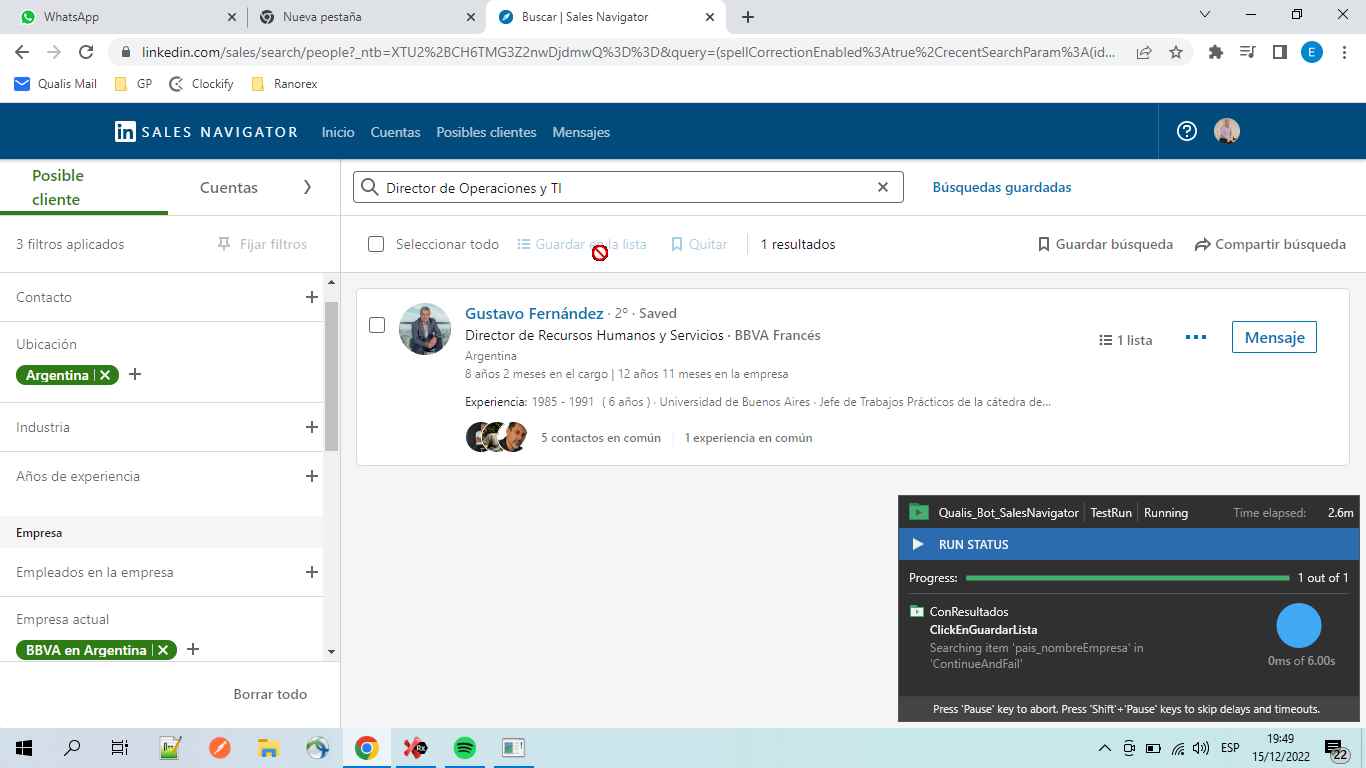 WhatsApp
Nueva pestaña
Buscar | Sales Navigator
linkedin.com/sales/search/people?_ntb=XTU2%2BCH6TMG3Z2nwDjdmwQ%3D%3D&query=(spellCorrectionEnabled%3Atrue%2CrecentSearchParam%3A(id...
E
Qualis Mail
GP
Clockify
Ranorex
in SALES NAVIGATOR
Inicio
Cuentas
Posibles clientes
Mensajes
Posible
cliente
Cuentas
Director de Operaciones y TI
Búsquedas guardadas
3 filtros aplicados
Fijar filtros
Seleccionar todo
Guardar en la lista
Quitar
1 resultados
Guardar búsqueda
Compartir búsqueda
Contacto
Ubicación
Argentina
Industria
Años de experiencia
Empresa
Empleados en la empresa
Empresa actual
BBVA en Argentina
Borrar todo
Gustavo Fernández · 2º · Saved
Director de Recursos Humanos y Servicios · BBVA Francés
Argentina
8 años 2 meses en el cargo | 12 años 11 meses en la empresa
Experiencia: 1985 - 1991 ( 6 años ) · Universidad de Buenos Aires · Jefe de Trabajos Prácticos de la cátedra de...
5 contactos en común
1 experiencia en común
1 lista
Mensaje
Qualis_Bot_SalesNavigator
TestRun
Running
Time elapsed: 2.6m
RUN STATUS
Progress:
1 out of 1
ConResultados
ClickEnGuardarLista
Searching item 'pais_nombreEmpresa' in
'ContinueAndFail'
0ms of 6.00s
Press 'Pause' key to abort. Press 'Shift'+'Pause' keys to skip delays and timeouts.
Rx
ESP
19:49
15/12/2022
22